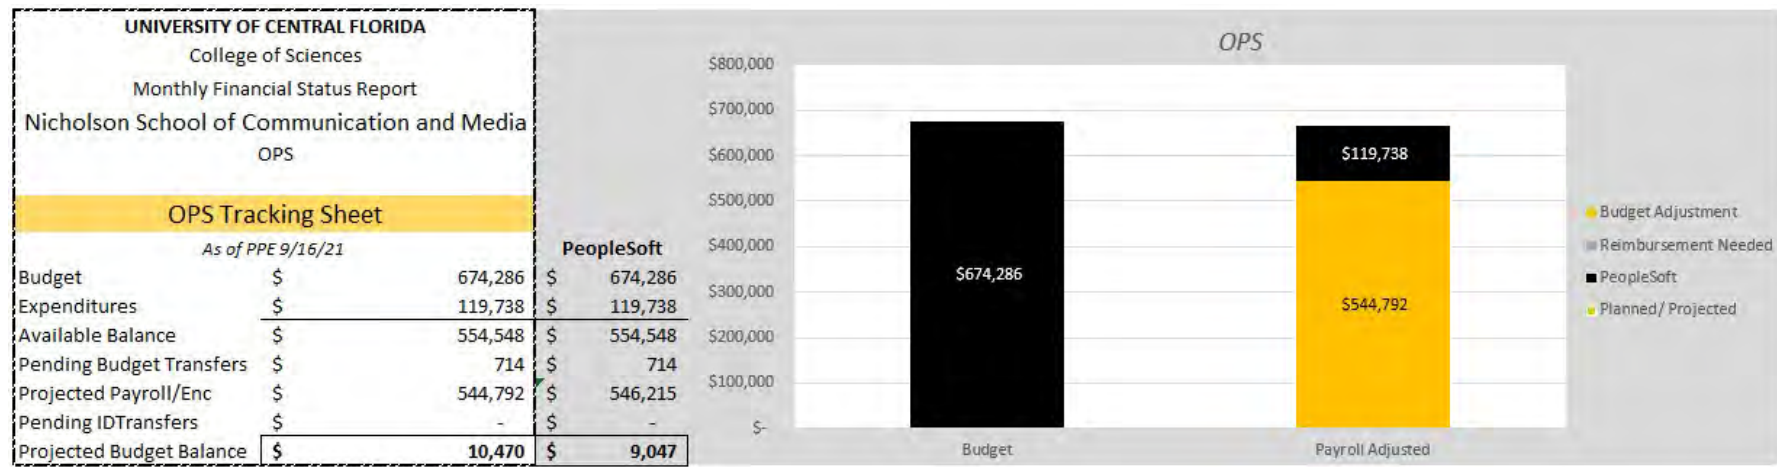 UNIVERSITY OF CENTRAL FLORIDA
College of Sciences
Monthly Financial Status Report
Nicholson School of Communication and Media
OPS
OPS Tracking Sheet
As of PPE 9/16/21 PeopleSoft
Budget $ 674,286 $ 674,286
Expenditures $ 119,738 $ 119,738
Available Balance $ 554,548 $ 554,548
Pending Budget Transfers $ 714 $ 714
Projected Payroll/Enc $ 544,792 $ 546,215
Pending IDTransfers $ - $ -
Projected Budget Balance $ 10,470 $ 9,047
OPS
$800,000
$700,000
$600,000
$500,000
$400,000
$300,000
$200,000
$100,000
$-
$674,286
$119,738
$544,792
Budget
Payroll Adjusted
Budget Adjustment
Reimbursement Needed
PeopleSoft
Planned/ Projected